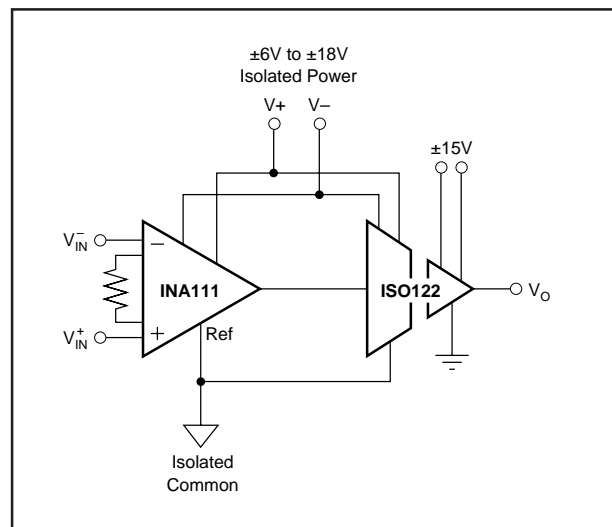 ±6V to ±18V
Isolated Power
V+ V–
±15V
V–IN
–
INA111
ISO122
VO
+
V+IN
Ref
Isolated
Common